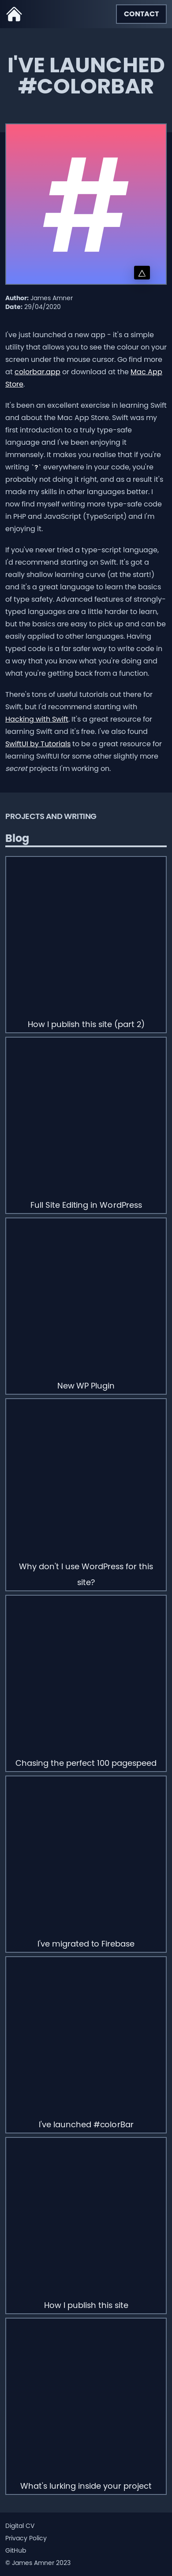 CONTACT
I'VE LAUNCHED
#COLORBAR
#
Author: James Amner
Date: 29/04/2020
I've just launched a new app - It's a simple
utility that allows you to see the colour on your
screen under the mouse cursor. Go find more
at colorbar.app or download at the Mac App
Store.
It's been an excellent exercise in learning Swift
and about the Mac App Store. Swift was my
first introduction to a truly type-safe
language and I've been enjoying it
immensely. It makes you realise that if you're
writing `?` everywhere in your code, you're
probably not doing it right, and as a result it's
made my skills in other languages better. I
now find myself writing more type-safe code
in PHP and JavaScript (TypeScript) and I'm
enjoying it.
If you've never tried a type-script language,
I'd recommend starting on Swift. It's got a
really shallow learning curve (at the start!)
and it's a great language to learn the basics
of type safety. Advanced features of strongly-
typed languages are a little harder to learn,
but the basics are easy to pick up and can be
easily applied to other languages. Having
typed code is a far safer way to write code in
a way that you know what you're doing and
what you're getting back from a function.
There's tons of useful tutorials out there for
Swift, but I'd recommend starting with
Hacking with Swift. It's a great resource for
learning Swift and it's free. I've also found
SwiftUI by Tutorials to be a great resource for
learning SwiftUI for some other slightly more
secret projects I'm working on.
PROJECTS AND WRITING
Blog
How I publish this site (part 2)
Full Site Editing in WordPress
New WP Plugin
Why don't I use WordPress for this
site?
Chasing the perfect 100 pagespeed
I've migrated to Firebase
I've launched #colorBar
How I publish this site
What's lurking inside your project
Digital CV
Privacy Policy
GitHub
© James Amner 2023